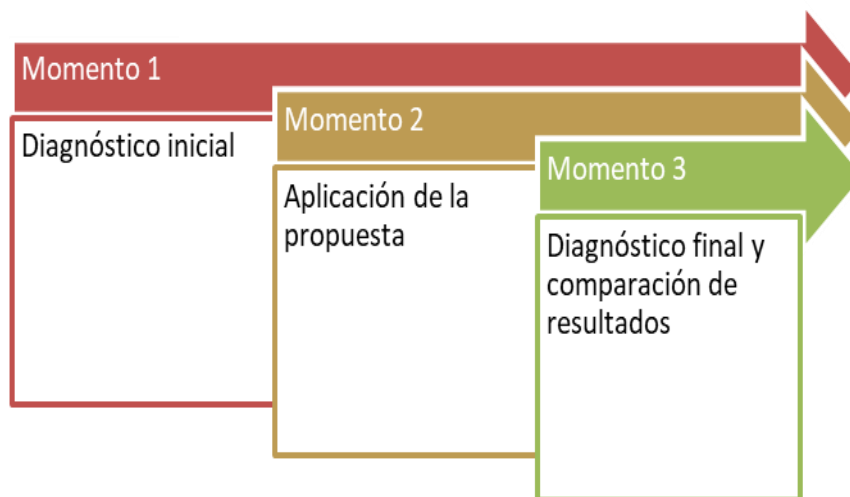 Momento 1
Diagnóstico inicial
Momento 2
Aplicación de la
propuesta
Momento 3
Diagnóstico final y
comparación de
resultados